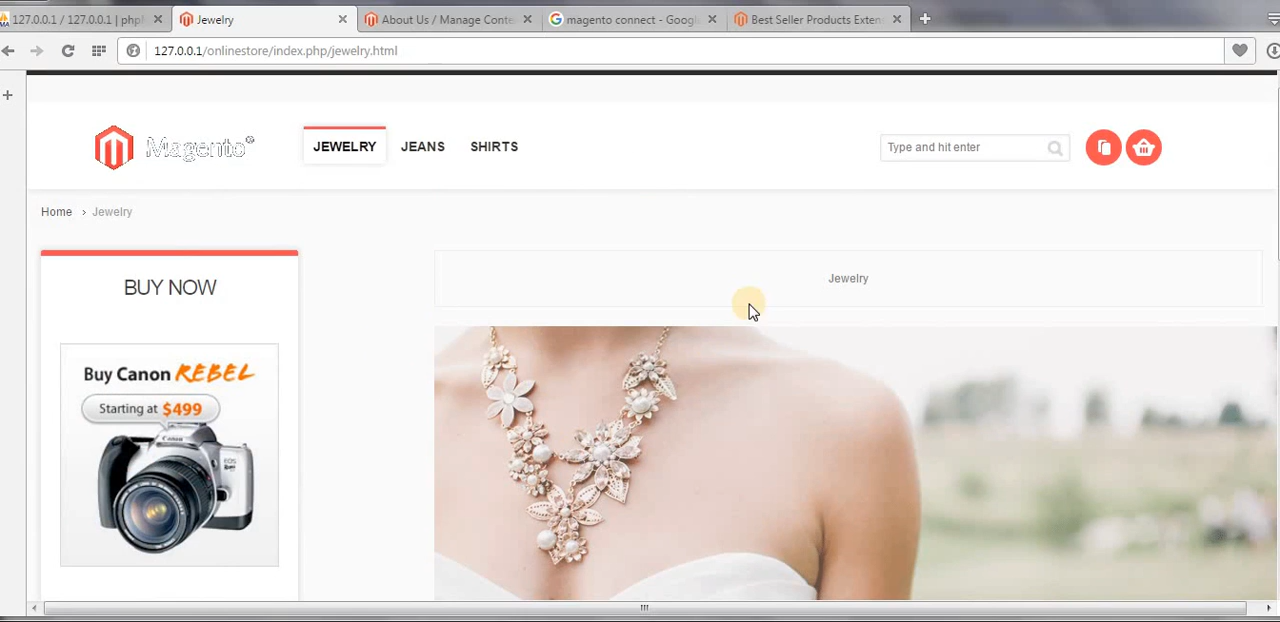 127.0.0.1 / 127.0.0.1 | php
Jewelry
About Us / Manage Conte
magento connect - Googl
Best Seller Products Exten
127.0.0.1/onlinestore/index.php/jewelry.html
Magento®
JEWELRY
JEANS
SHIRTS
Type and hit enter
Home › Jewelry
BUY NOW
Jewelry
Buy Canon REBEL
Starting at $499
Canon
EOS